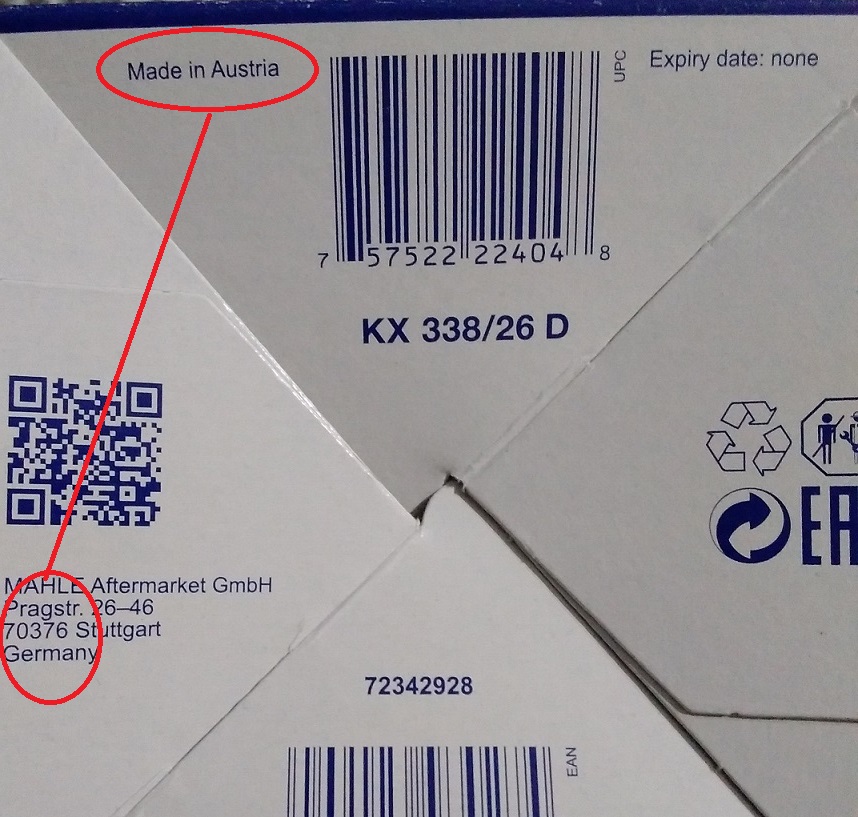 Made in Austria
UPC
Expiry date: none
7 57522 22404 8
KX 338/26 D
MAHLE Aftermarket GmbH
Pragstr. 26–46
70376 Stuttgart
Germany
72342928
EAN